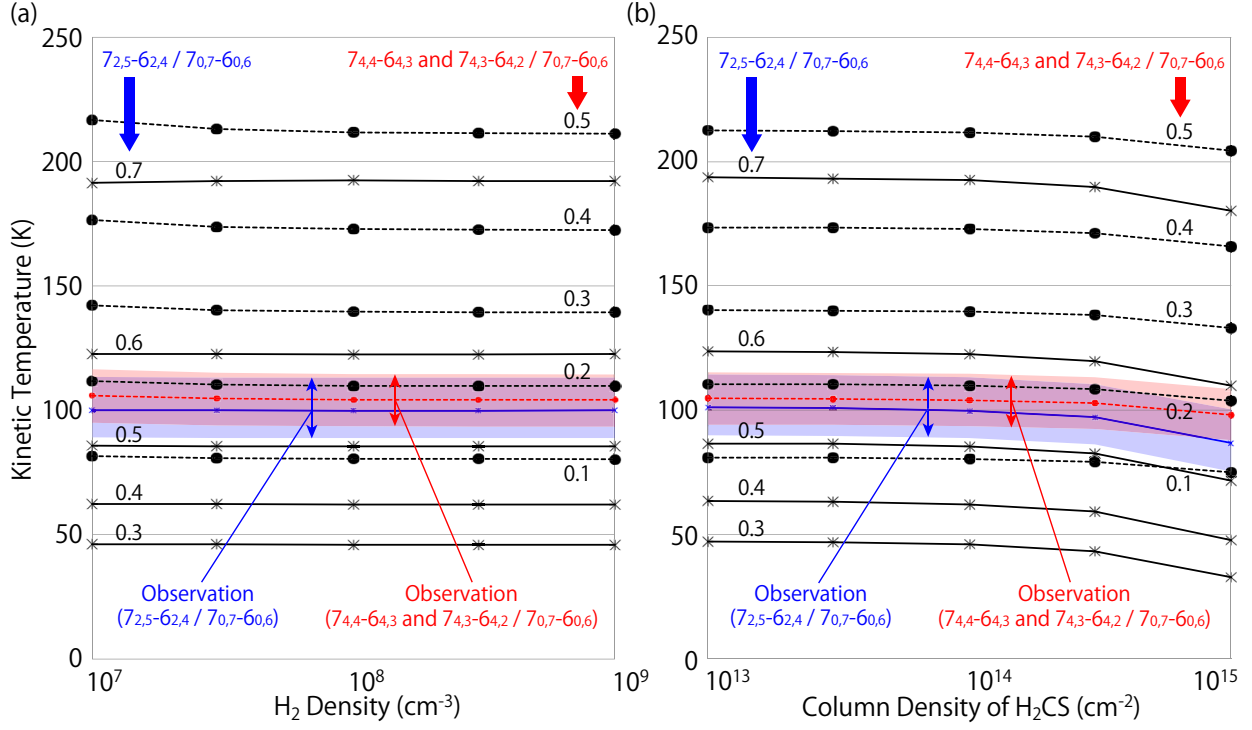 (a)
250
200
150
100
50
0
Kinetic Temperature (K)
7₂,₅-6₂,₄ / 7₀,₇-6₀,₆
7₄,₄-6₄,₃ and 7₄,₃-6₄,₂ / 7₀,₇-6₀,₆
0.5
0.7
0.4
0.3
0.6
0.2
0.5
0.1
0.4
0.3
Observation
(7₂,₅-6₂,₄ / 7₀,₇-6₀,₆)
Observation
(7₄,₄-6₄,₃ and 7₄,₃-6₄,₂ / 7₀,₇-6₀,₆)
10⁷
10⁸
10⁹
H₂ Density (cm⁻³)
(b)
250
200
150
100
50
0
7₂,₅-6₂,₄ / 7₀,₇-6₀,₆
7₄,₄-6₄,₃ and 7₄,₃-6₄,₂ / 7₀,₇-6₀,₆
0.5
0.7
0.4
0.3
0.6
0.2
0.5
0.1
0.4
0.3
Observation
(7₂,₅-6₂,₄ / 7₀,₇-6₀,₆)
Observation
(7₄,₄-6₄,₃ and 7₄,₃-6₄,₂ / 7₀,₇-6₀,₆)
10¹³
10¹⁴
10¹⁵
Column Density of H₂CS (cm⁻²)